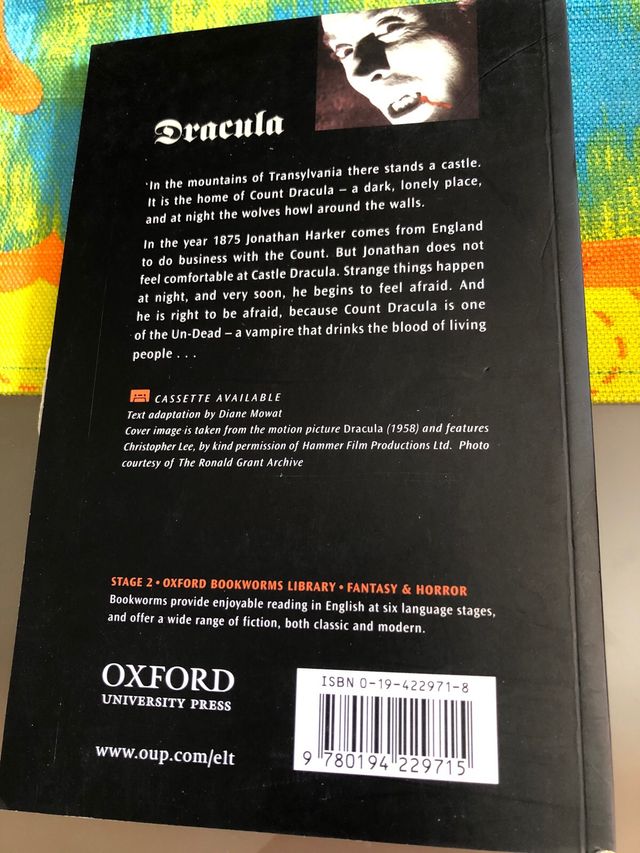 Dracula
In the mountains of Transylvania there stands a castle.
It is the home of Count Dracula – a dark, lonely place,
and at night the wolves howl around the walls.
In the year 1875 Jonathan Harker comes from England
to do business with the Count. But Jonathan does not
feel comfortable at Castle Dracula. Strange things happen
at night, and very soon, he begins to feel afraid. And
he is right to be afraid, because Count Dracula is one
of the Un-Dead – a vampire that drinks the blood of living
people . . .
CASSETTE AVAILABLE
Text adaptation by Diane Mowat
Cover image is taken from the motion picture Dracula (1958) and features
Christopher Lee, by kind permission of Hammer Film Productions Ltd. Photo
courtesy of The Ronald Grant Archive
STAGE 2 • OXFORD BOOKWORMS LIBRARY • FANTASY & HORROR
Bookworms provide enjoyable reading in English at six language stages,
and offer a wide range of fiction, both classic and modern.
OXFORD
UNIVERSITY PRESS
www.oup.com/elt
ISBN 0-19-422971-8
9 780194 229715